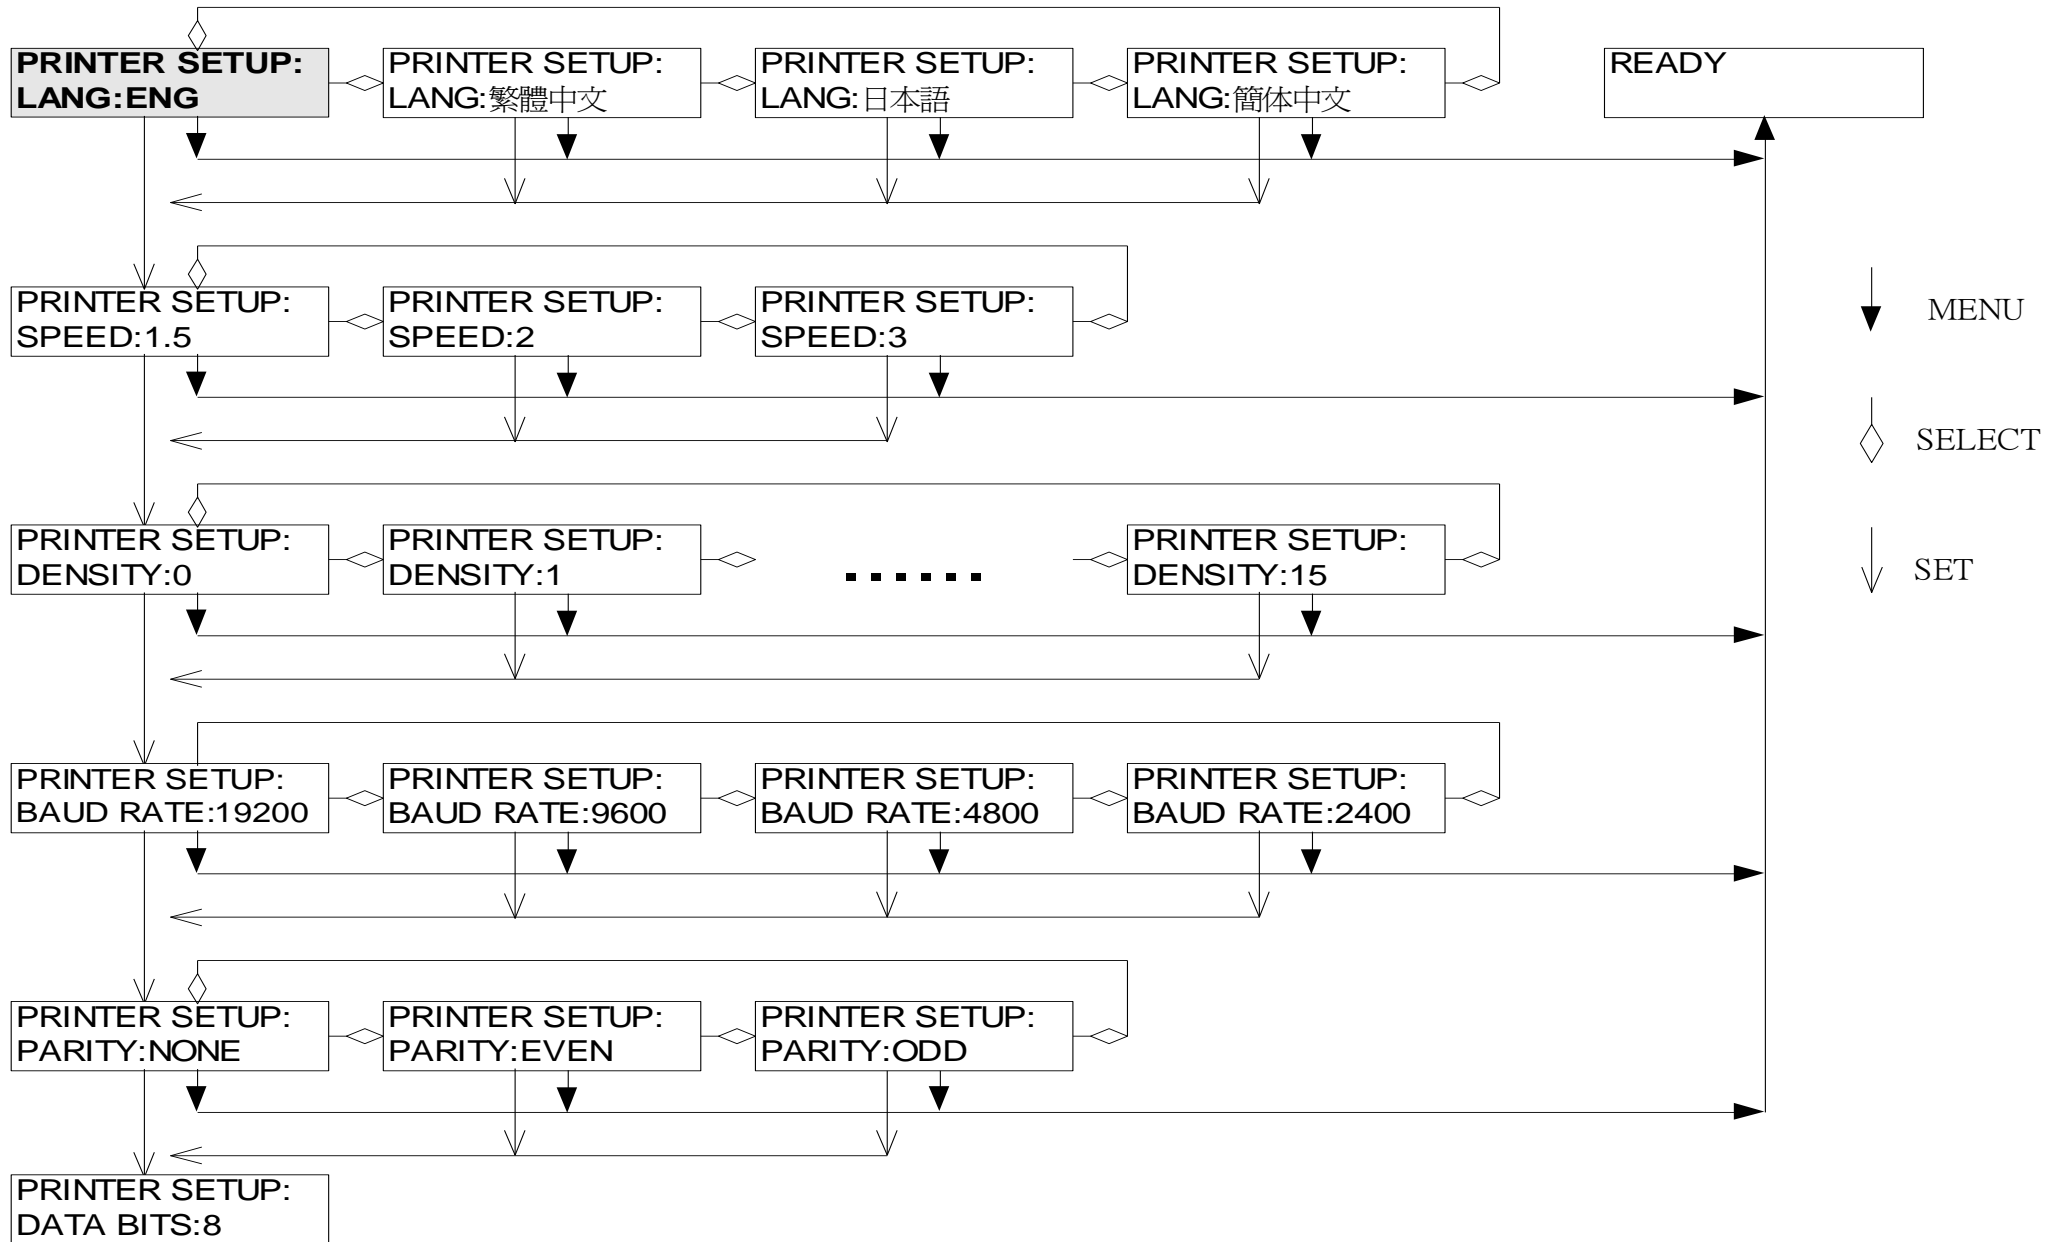 PRINTER SETUP:
LANG:ENG
PRINTER SETUP:
LANG:繁體中文
PRINTER SETUP:
LANG:日本語
PRINTER SETUP:
LANG:簡体中文
READY
PRINTER SETUP:
SPEED:1.5
PRINTER SETUP:
SPEED:2
PRINTER SETUP:
SPEED:3
MENU
SELECT
SET
PRINTER SETUP:
DENSITY:0
PRINTER SETUP:
DENSITY:1
......
PRINTER SETUP:
DENSITY:15
PRINTER SETUP:
BAUD RATE:19200
PRINTER SETUP:
BAUD RATE:9600
PRINTER SETUP:
BAUD RATE:4800
PRINTER SETUP:
BAUD RATE:2400
PRINTER SETUP:
PARITY:NONE
PRINTER SETUP:
PARITY:EVEN
PRINTER SETUP:
PARITY:ODD
PRINTER SETUP:
DATA BITS:8